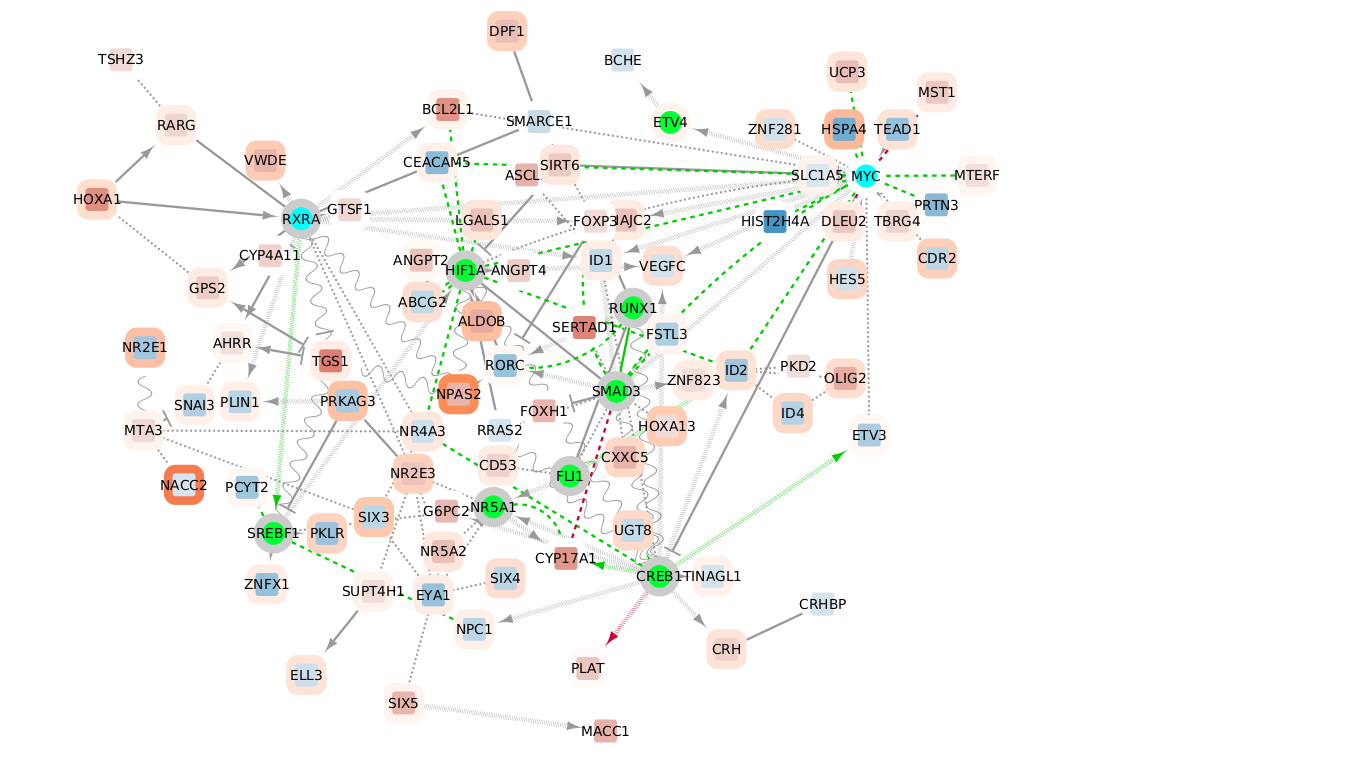 DPF1
TSHZ3
BCHE
UCP3
MST1
BCL2L1
SMARCE1
ETV4
ZNF281
HSPA4
TEAD1
RARG
VWDE
CEACAM5
ASCL
SIRT6
SLC1A5
MYC
MTERF
HOXA1
RXRA
GTSF1
LGALS1
FOXP3
AJC2
HIST2H4A
DLEU2
TBRG4
PRTN3
CYP4A11
ANGPT2
HIF1A
ANGPT4
ID1
VEGFC
CDR2
GPS2
ABCG2
HES5
RUNX1
ALDOB
SERTAD1
FSTL3
NR2E1
AHRR
TGS1
RORC
ID2
PKD2
OLIG2
SNAI3
PLIN1
PRKAG3
NPAS2
SMAD3
ZNF823
FOXH1
ID4
MTA3
NR4A3
RRAS2
HOXA13
ETV3
NACC2
PCYT2
NR2E3
CD53
CXXC5
FLI1
SIX3
G6PC2
NR5A1
SREBF1
PKLR
UGT8
NR5A2
CYP17A1
ZNFX1
SUPT4H1
EYA1
SIX4
CREB1
TINAGL1
NPC1
CRHBP
ELL3
PLAT
CRH
SIX5
MACC1